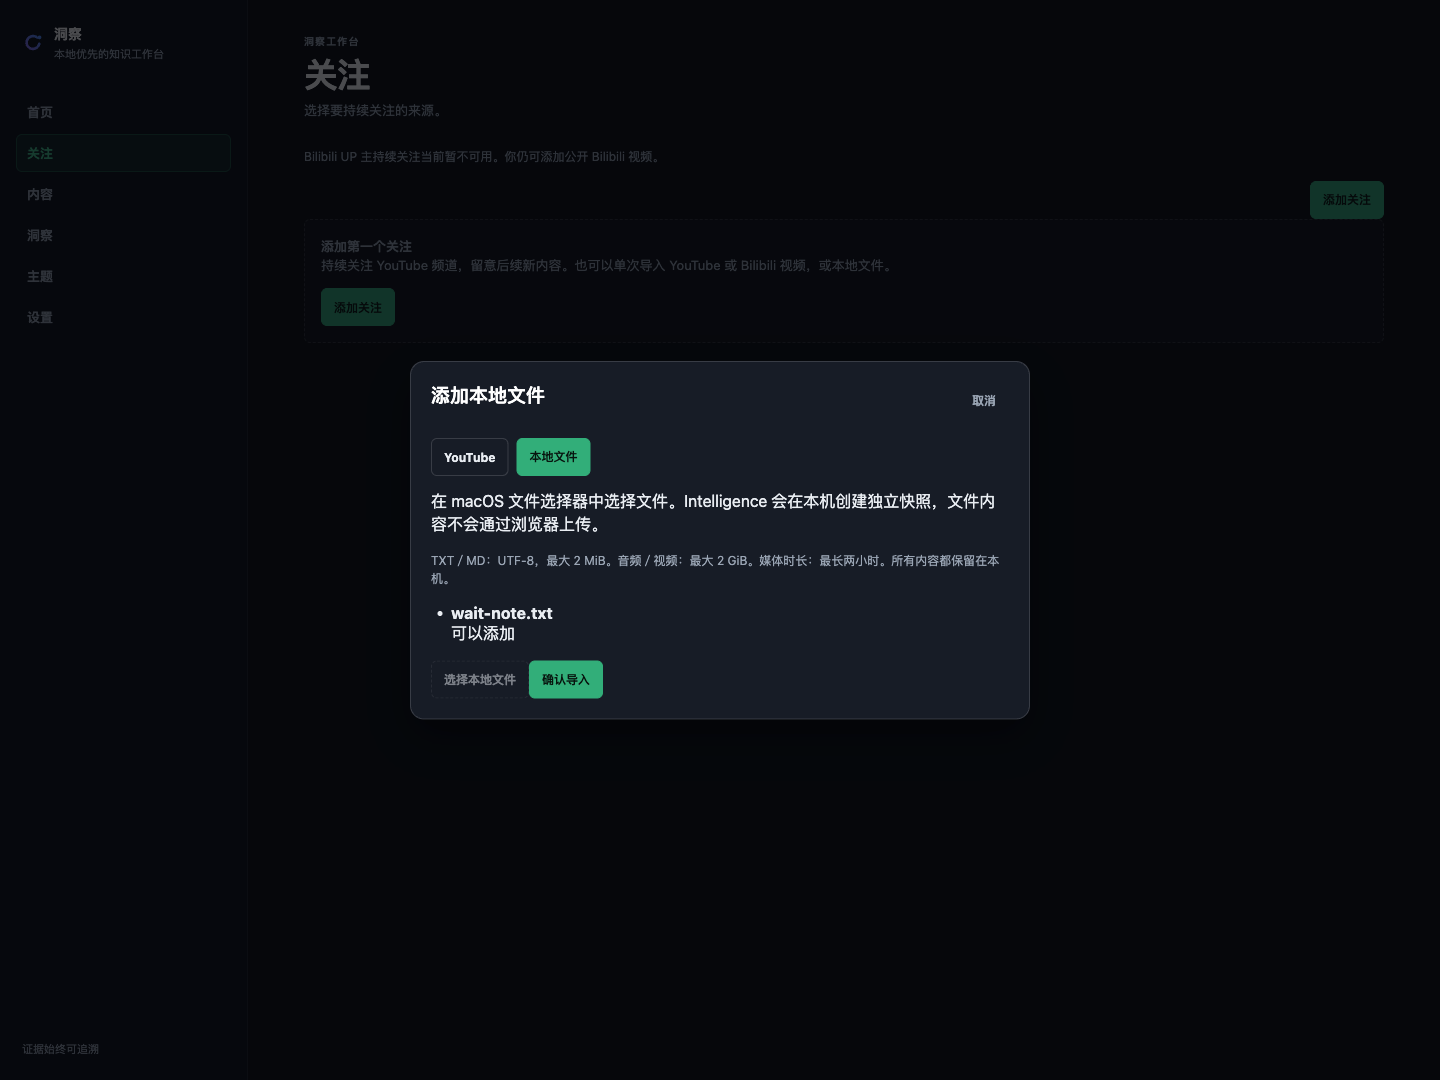 洞察
本地优先的知识工作台
首页
关注
内容
洞察
主题
设置
证据始终可追溯
洞察工作台
关注
选择要持续关注的来源。
Bilibili UP 主持续关注当前暂不可用。你仍可添加公开 Bilibili 视频。
添加关注
添加第一个关注
持续关注 YouTube 频道，留意后续新内容。也可以单次导入 YouTube 或 Bilibili 视频，或本地文件。
添加关注
添加本地文件
取消
YouTube
本地文件
在 macOS 文件选择器中选择文件。Intelligence 会在本机创建独立快照，文件内
容不会通过浏览器上传。
TXT / MD：UTF-8，最大 2 MiB。音频 / 视频：最大 2 GiB。媒体时长：最长两小时。所有内容都保留在本
机。
• wait-note.txt
可以添加
选择本地文件
确认导入